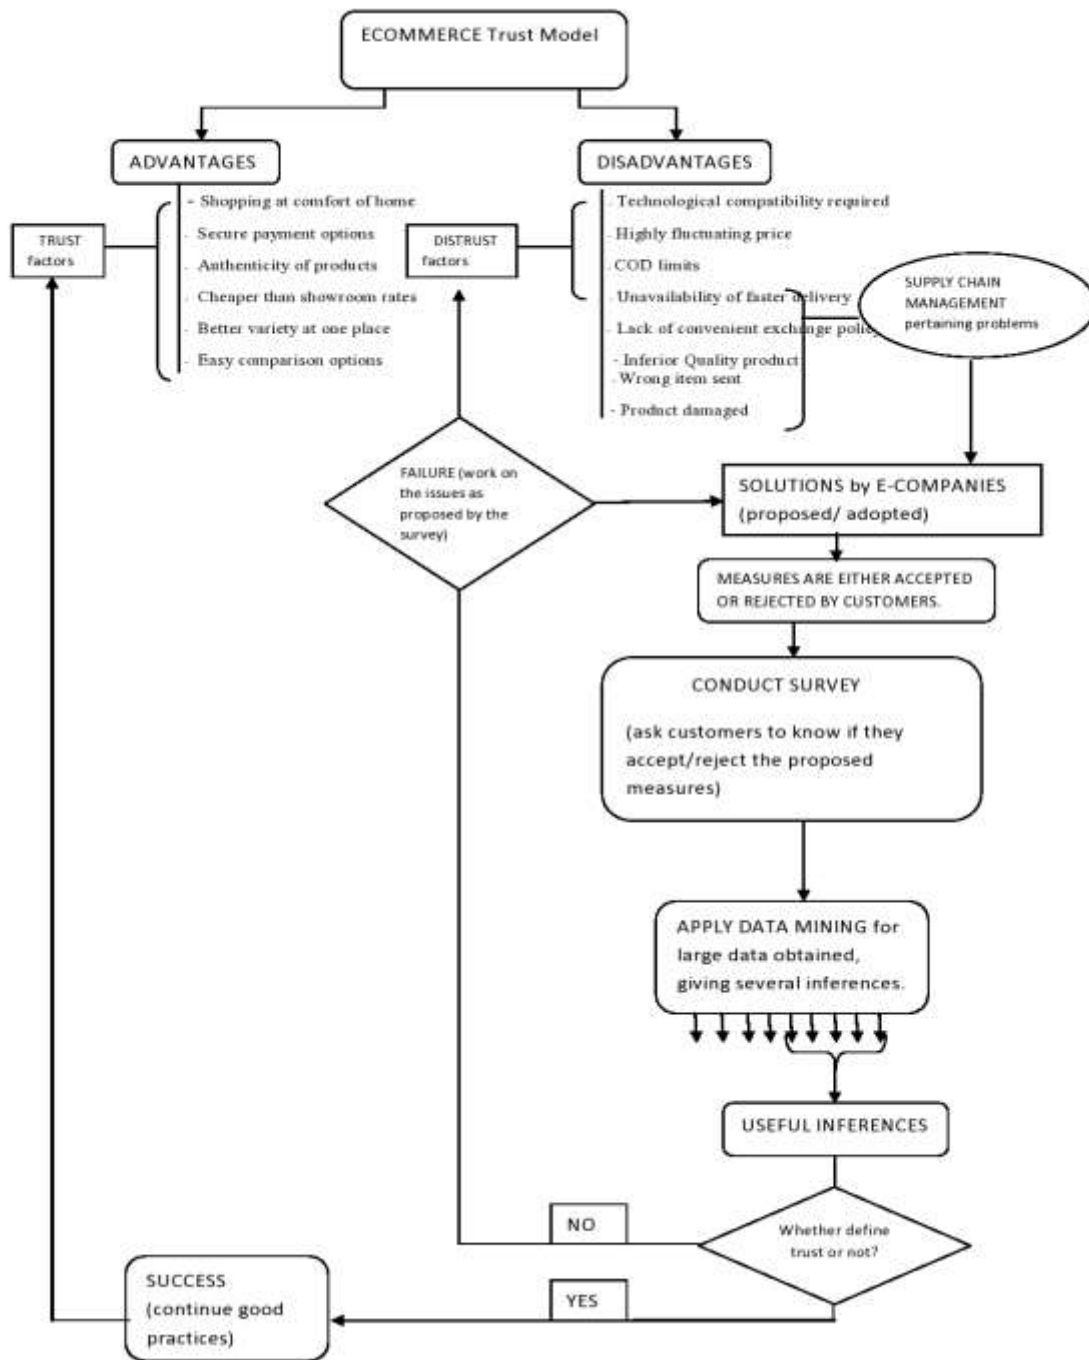 ECOMMERCE Trust Model
ADVANTAGES
- Shopping at comfort of home
- Secure payment options
- Authenticity of products
- Cheaper than showroom rates
- Better variety at one place
- Easy comparison options
TRUST
factors
DISADVANTAGES
- Technological compatibility required
- Highly fluctuating price
- COD limits
- Unavailability of faster delivery
- Lack of convenient exchange policy
- Inferior Quality product
- Wrong item sent
- Product damaged
DISTRUST
factors
SUPPLY CHAIN
MANAGEMENT
pertaining problems
FAILURE (work on
the issues as
proposed by the
survey)
SOLUTIONS by E-COMPANIES
(proposed/ adopted)
MEASURES ARE EITHER ACCEPTED
OR REJECTED BY CUSTOMERS.
CONDUCT SURVEY
(ask customers to know if they
accept/reject the proposed
measures)
APPLY DATA MINING for
large data obtained,
giving several inferences.
USEFUL INFERENCES
Whether define
trust or not?
NO
YES
SUCCESS
(continue good
practices)